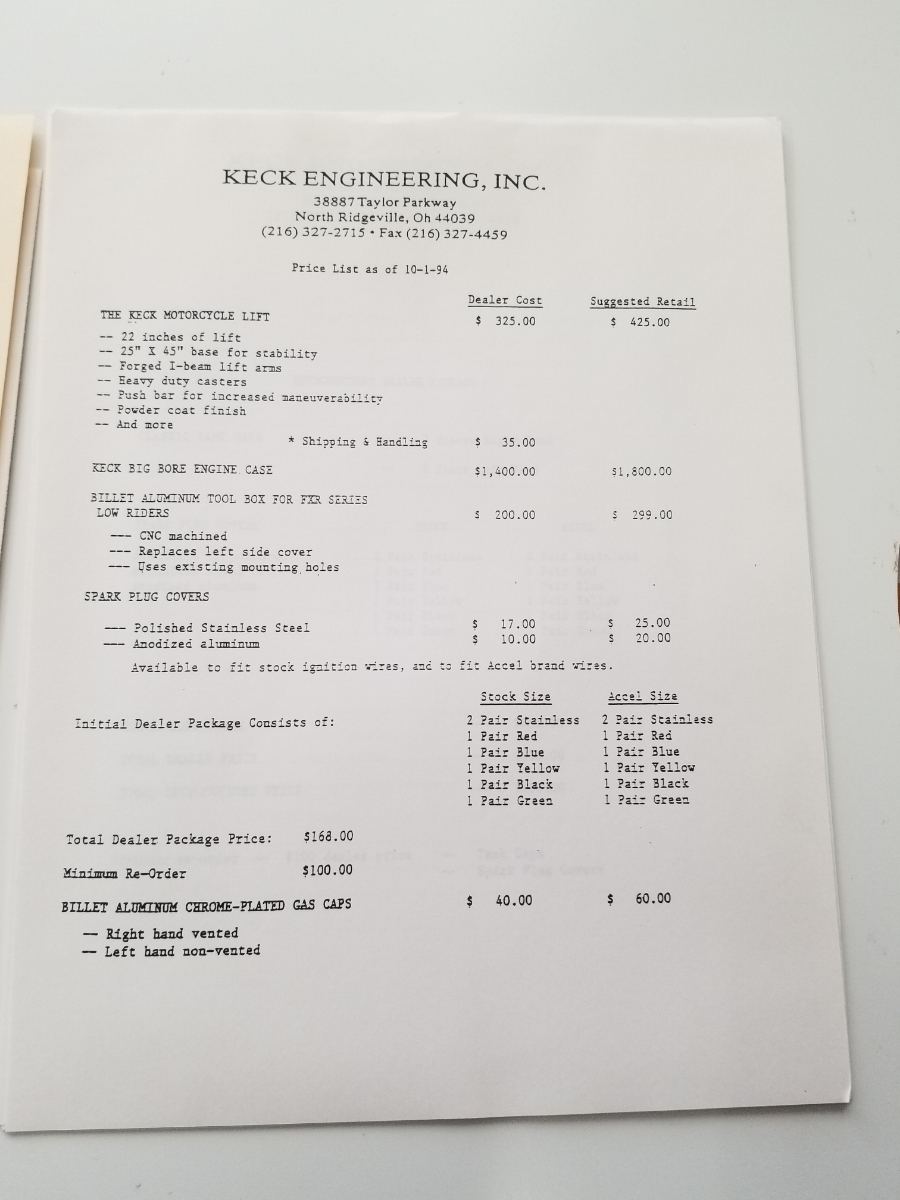 KECK ENGINEERING, INC.
38887 Taylor Parkway
North Ridgeville, Oh 44039
(216) 327-2715 • Fax (216) 327-4459
Price List as of 10-1-94
Dealer Cost Suggested Retail
THE KECK MOTORCYCLE LIFT $ 325.00 $ 425.00
-- 22 inches of lift
-- 25" X 45" base for stability
-- Forged I-beam lift arms
-- Heavy duty casters
-- Push bar for increased maneuverability
-- Powder coat finish
-- And more
* Shipping & Handling $ 35.00
KECK BIG BORE ENGINE CASE $1,400.00 $1,800.00
BILLET ALUMINUM TOOL BOX FOR FXR SERIES
LOW RIDERS $ 200.00 $ 299.00
--- CNC machined
--- Replaces left side cover
--- Uses existing mounting holes
SPARK PLUG COVERS
--- Polished Stainless Steel $ 17.00 $ 25.00
--- Anodized aluminum $ 10.00 $ 20.00
Available to fit stock ignition wires, and to fit Accel brand wires.
Stock Size Accel Size
Initial Dealer Package Consists of: 2 Pair Stainless 2 Pair Stainless
1 Pair Red 1 Pair Red
1 Pair Blue 1 Pair Blue
1 Pair Yellow 1 Pair Yellow
1 Pair Black 1 Pair Black
1 Pair Green 1 Pair Green
Total Dealer Package Price: $168.00
Minimum Re-Order $100.00
BILLET ALUMINUM CHROME-PLATED GAS CAPS $ 40.00 $ 60.00
-- Right hand vented
-- Left hand non-vented